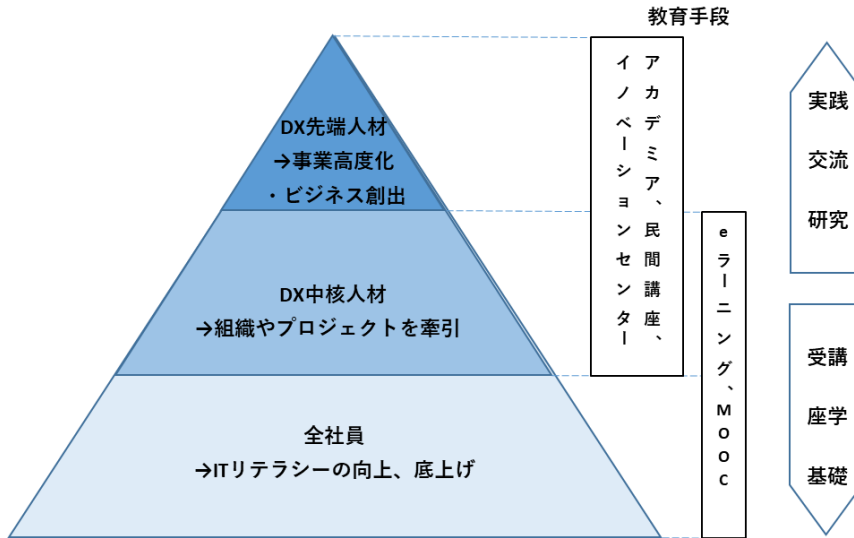 教育手段
DX先端人材
→事業高度化
・ビジネス創出
DX中核人材
→組織やプロジェクトを牽引
全社員
→ITリテラシーの向上、底上げ
アカデミア、民間講座、
イノベーションセンター
eラーニング、MOOC
実践
交流
研究
受講
座学
基礎